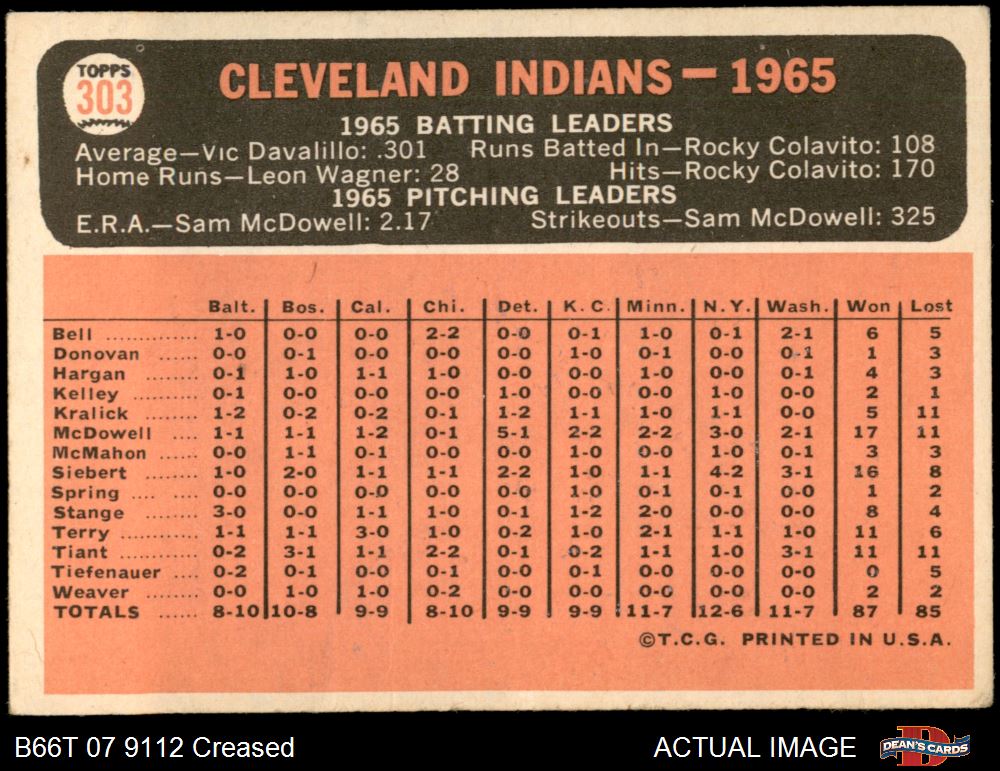 TOPPS
303
CLEVELAND INDIANS — 1965
1965 BATTING LEADERS
Average—Vic Davalillo: .301 Runs Batted In—Rocky Colavito: 108
Home Runs—Leon Wagner: 28 Hits—Rocky Colavito: 170
1965 PITCHING LEADERS
E.R.A.—Sam McDowell: 2.17 Strikeouts—Sam McDowell: 325
Balt. Bos. Cal. Chi. Det. K. C. Minn. N.Y. Wash. Won Lost
Bell ............. 1-0 0-0 0-0 2-2 0-0 0-1 1-0 0-1 2-1 6 5
Donovan ...... 0-0 0-1 0-0 0-0 0-0 1-0 0-1 0-0 0-1 1 3
Hargan ........ 0-1 1-0 1-1 1-0 0-0 0-0 1-0 0-0 0-1 4 3
Kelley .......... 0-1 0-0 0-0 0-0 1-0 0-0 0-0 1-0 0-0 2 1
Kralick ......... 1-2 0-2 0-2 0-1 1-2 1-1 1-0 1-1 0-0 5 11
McDowell .... 1-1 1-1 1-2 0-1 5-1 2-2 2-2 3-0 2-1 17 11
McMahon ..... 0-0 1-1 0-1 0-0 0-0 1-0 0-0 1-0 0-1 3 3
Siebert ........ 1-0 2-0 1-1 1-1 2-2 1-0 1-1 4-2 3-1 16 8
Spring .... .... 0-0 0-0 0-0 0-0 0-0 1-0 0-1 0-1 0-0 1 2
Stange ........ 3-0 0-0 1-1 1-0 0-1 1-2 2-0 0-0 0-0 8 4
Terry ........... 1-1 1-1 3-0 1-0 0-2 1-0 2-1 1-1 1-0 11 6
Tiant ............ 0-2 3-1 1-1 2-2 0-1 0-2 1-1 1-0 3-1 11 11
Tiefenauer .... 0-2 0-1 0-0 0-1 0-0 0-1 0-0 0-0 0-0 0 5
Weaver ........ 0-0 1-0 1-0 0-2 0-0 0-0 0-0 0-0 0-0 2 2
TOTALS 8-10 10-8 9-9 8-10 9-9 9-9 11-7 12-6 11-7 87 85
©T.C.G. PRINTED IN U.S.A.
B66T 07 9112 Creased ACTUAL IMAGE
DEAN'S CARDS